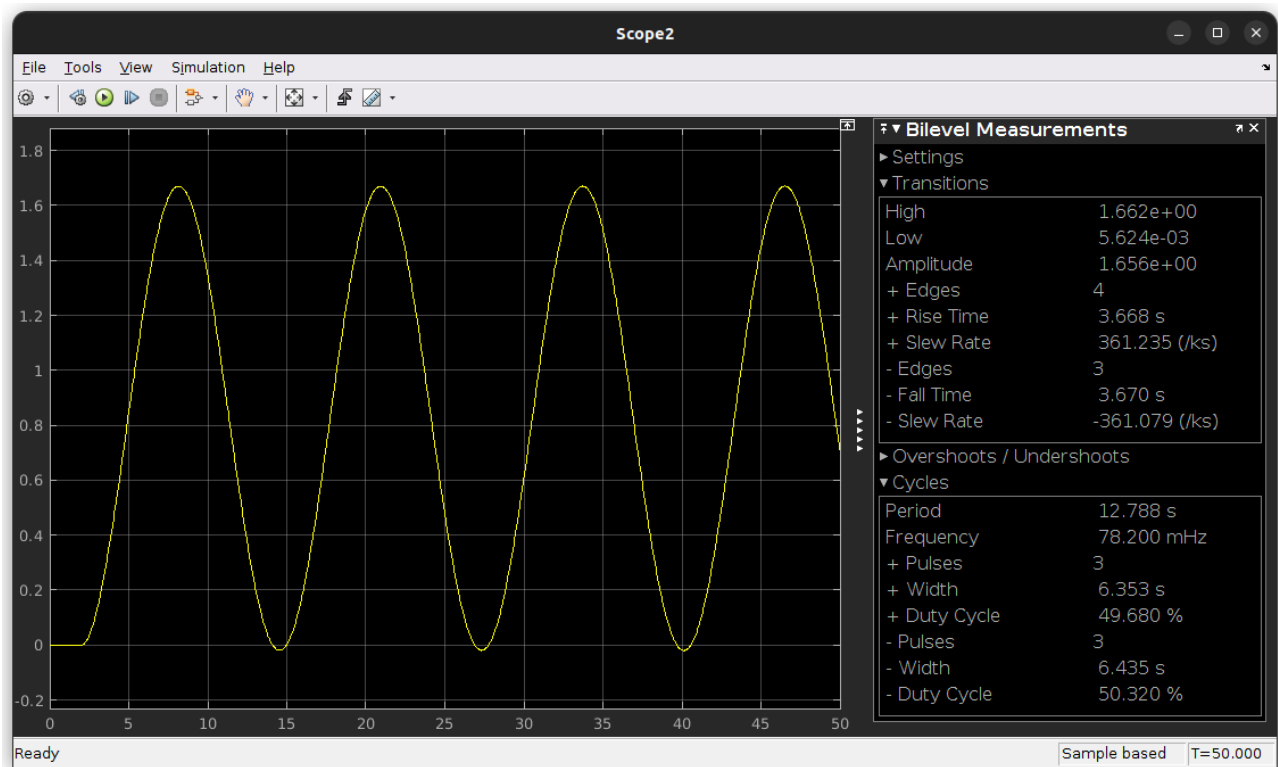 Scope2
File Tools View Simulation Help
1.8
1.6
1.4
1.2
1
0.8
0.6
0.4
0.2
0
-0.2
0 5 10 15 20 25 30 35 40 45 50
Bilevel Measurements
Settings
Transitions
High 1.662e+00
Low 5.624e-03
Amplitude 1.656e+00
+ Edges 4
+ Rise Time 3.668 s
+ Slew Rate 361.235 (/ks)
- Edges 3
- Fall Time 3.670 s
- Slew Rate -361.079 (/ks)
Overshoots / Undershoots
Cycles
Period 12.788 s
Frequency 78.200 mHz
+ Pulses 3
+ Width 6.353 s
+ Duty Cycle 49.680 %
- Pulses 3
- Width 6.435 s
- Duty Cycle 50.320 %
Ready Sample based T=50.000